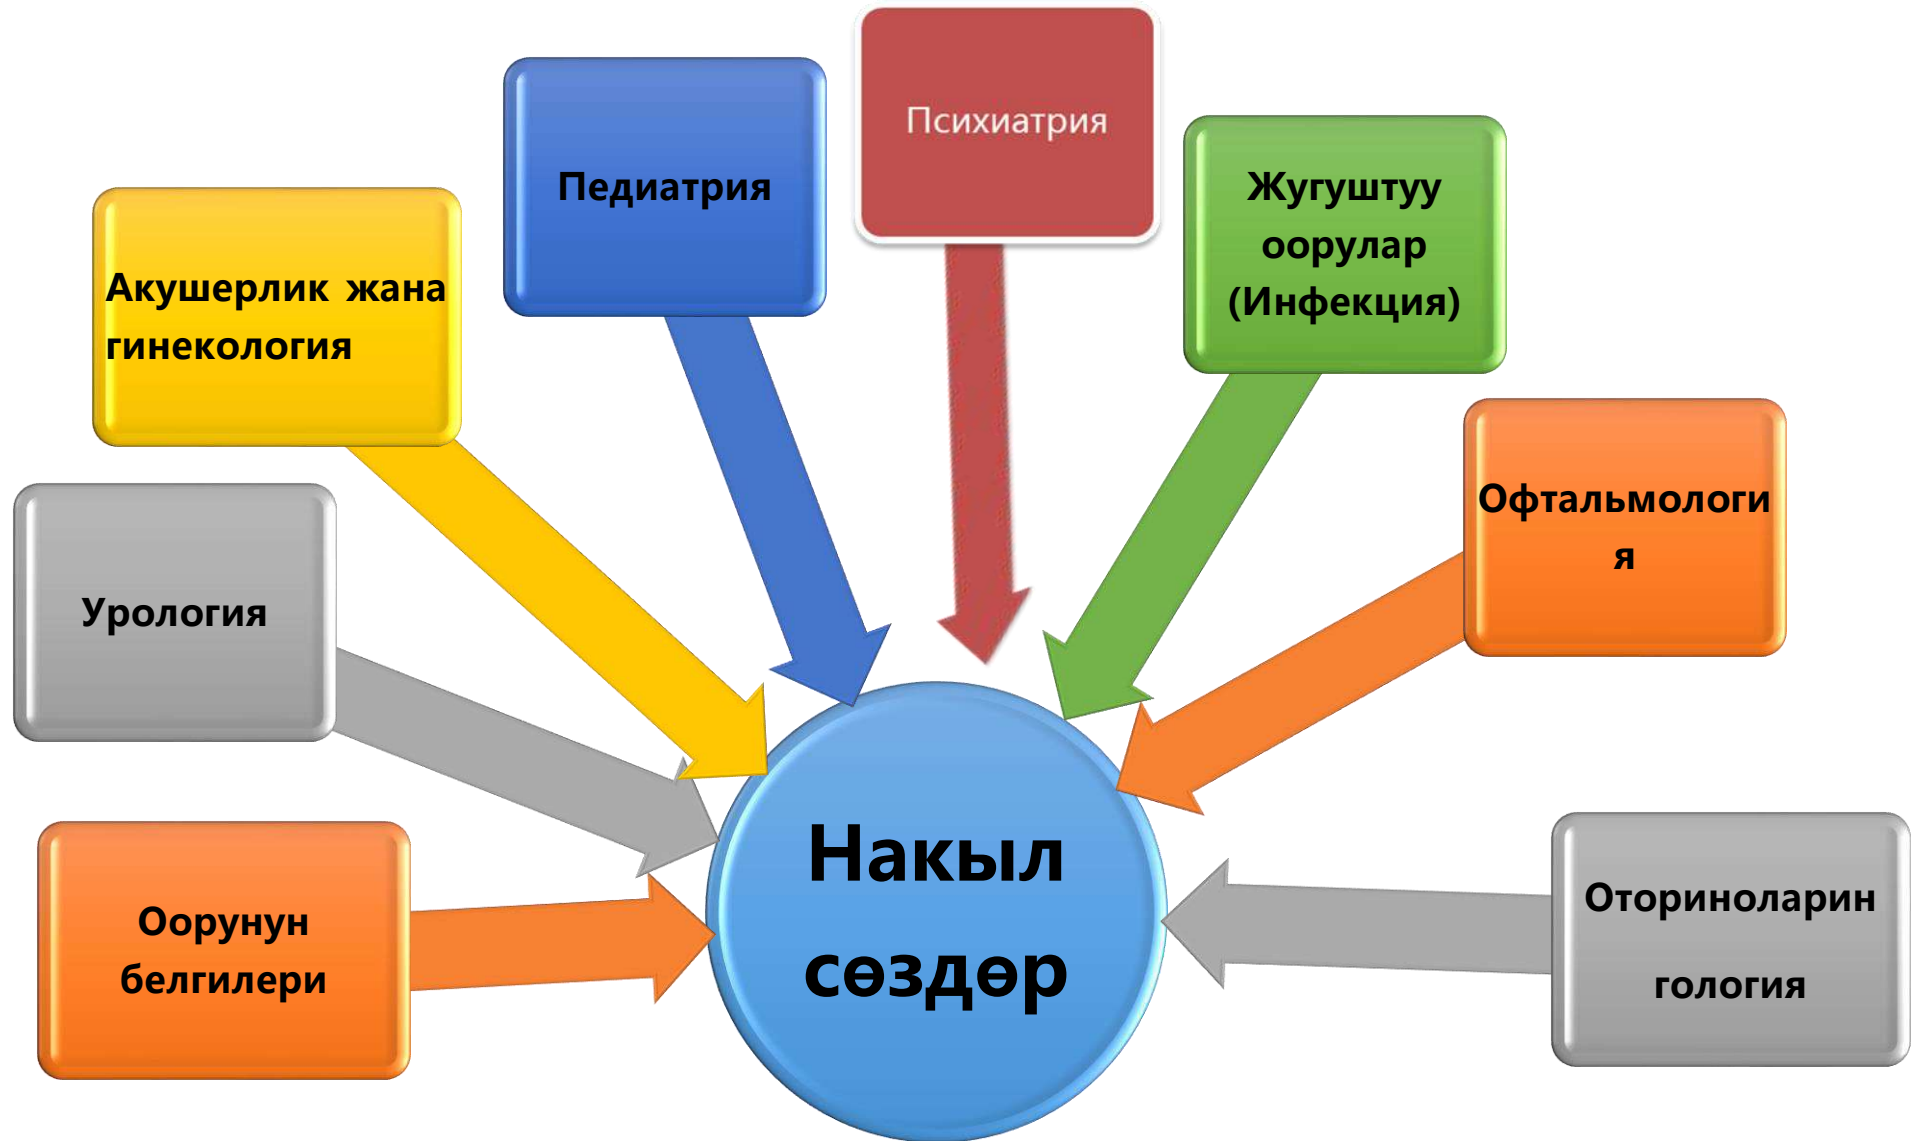 Психиатрия
Педиатрия
Жугуштуу
оорулар
(Инфекция)
Акушерлик жана
гинекология
Офтальмологи
я
Урология
Оорунун
белгилери
Накыл
сөздөр
Оториноларин
гология